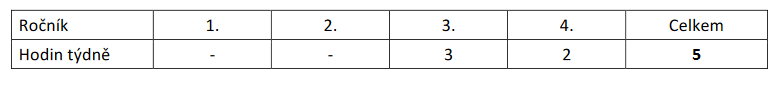 Ročník 1. 2. 3. 4. Celkem
Hodin týdně - - 3 2 5